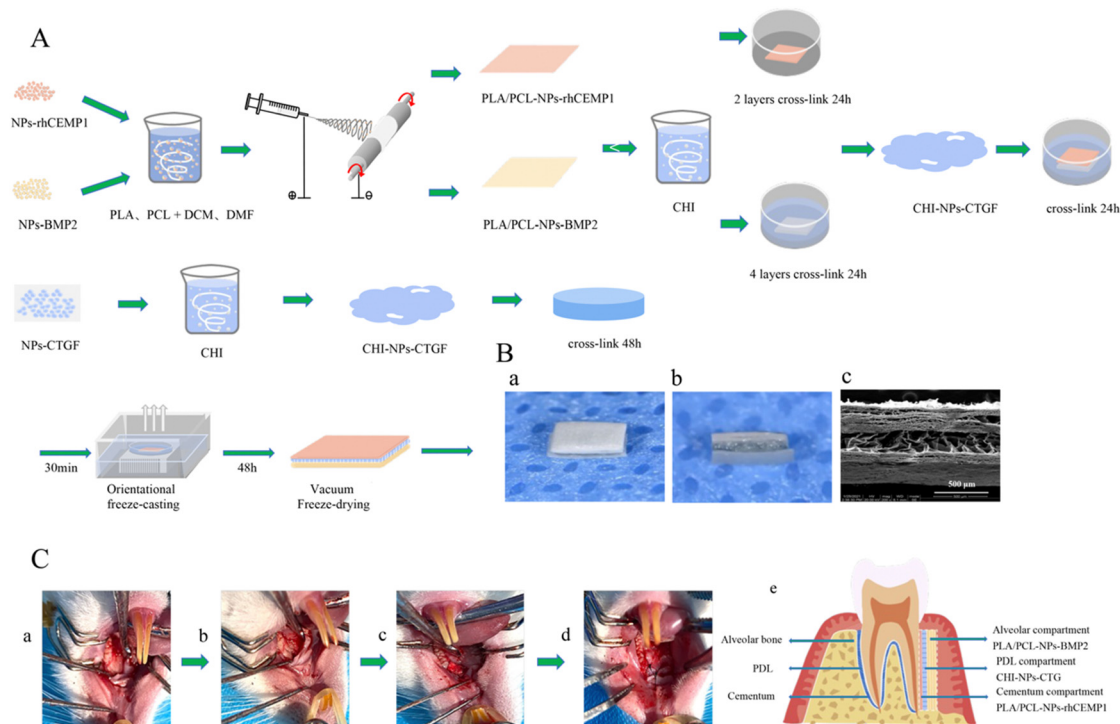 A
NPs-rhCEMP1
NPs-BMP2
PLA、PCL + DCM、DMF
PLA/PCL-NPs-rhCEMP1
PLA/PCL-NPs-BMP2
CHI
2 layers cross-link 24h
4 layers cross-link 24h
CHI-NPs-CTGF
cross-link 24h
NPs-CTGF
CHI
CHI-NPs-CTGF
cross-link 48h
30min
Orientational
freeze-casting
48h
Vacuum
Freeze-drying
B
a
b
c
500 μm
C
a
b
c
d
e
Alveolar bone
PDL
Cementum
Alveolar compartment
PLA/PCL-NPs-BMP2
PDL compartment
CHI-NPs-CTG
Cementum compartment
PLA/PCL-NPs-rhCEMP1